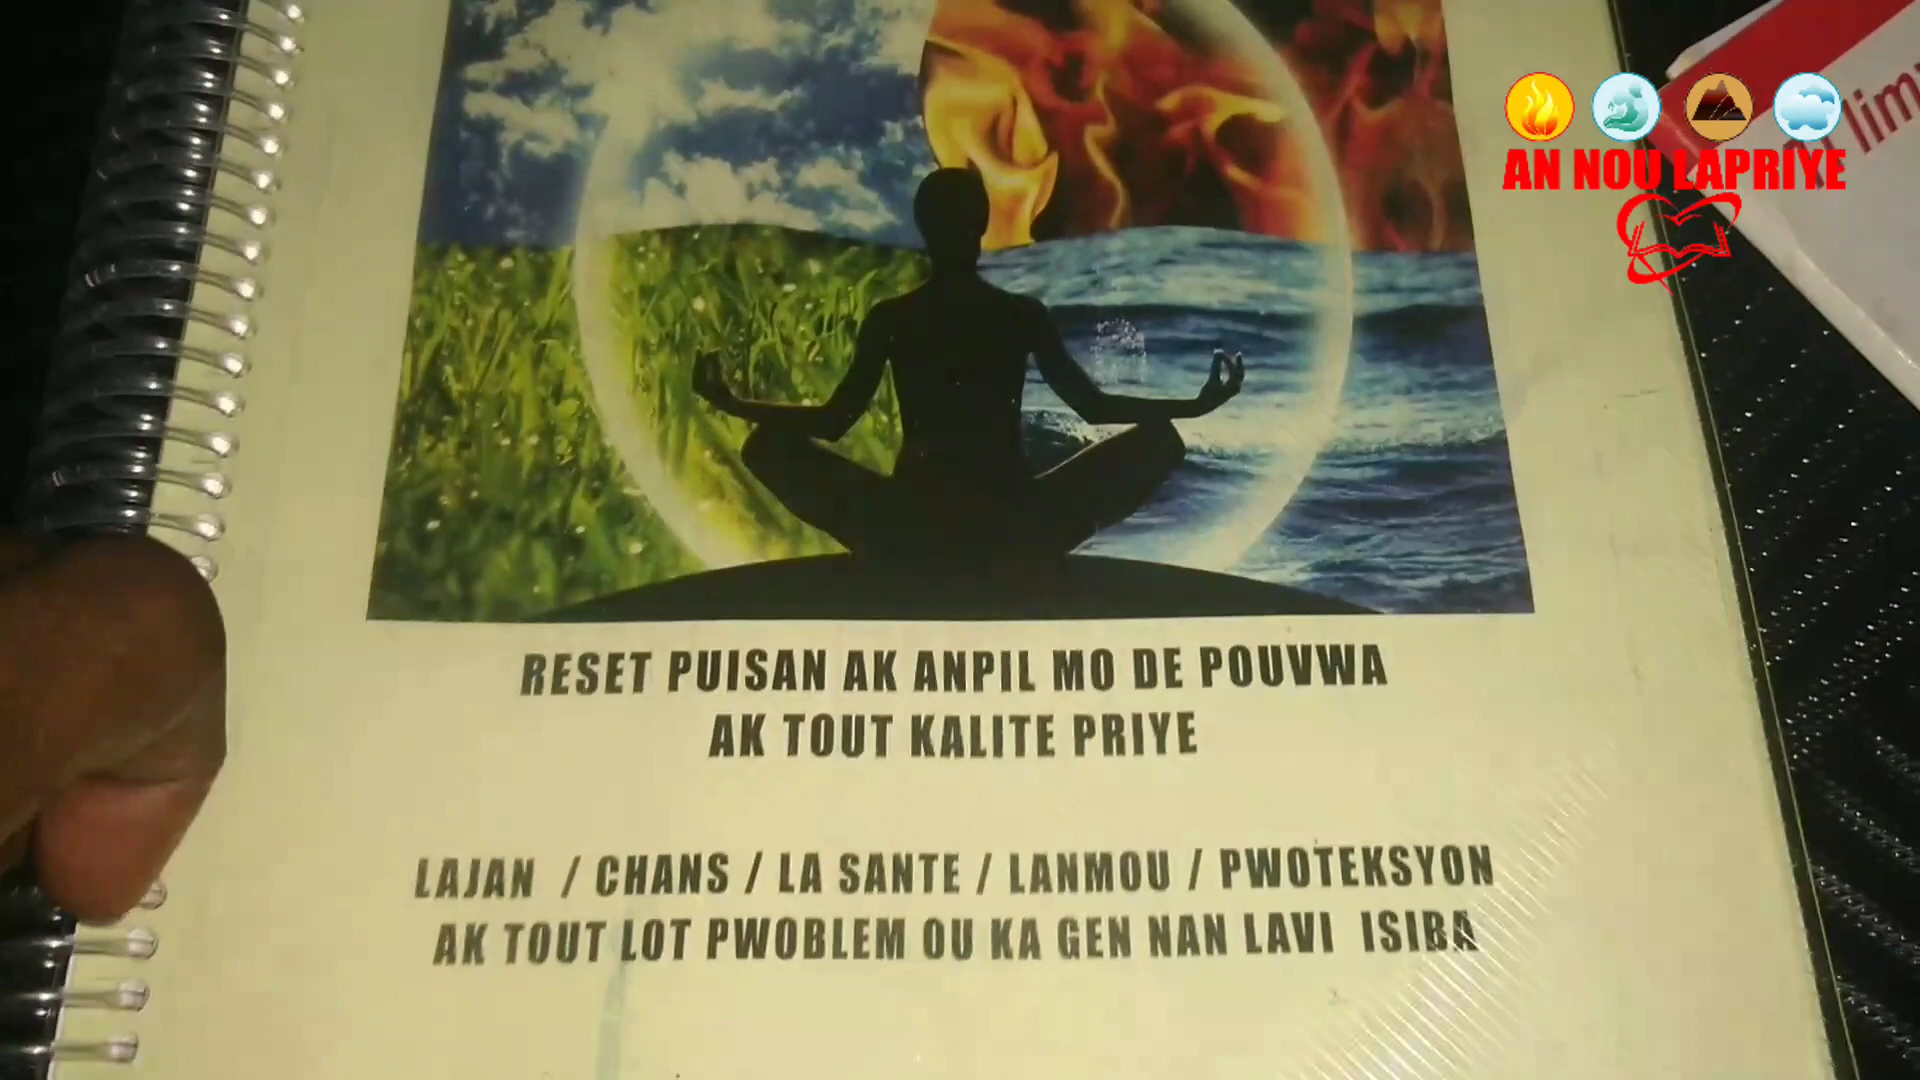 AN NOU LAPRIYE
RESET PUISAN AK ANPIL MO DE POUVWA
AK TOUT KALITE PRIYE
LAJAN / CHANS / LA SANTE / LANMOU / PWOTEKSYON
AK TOUT LOT PWOBLEM OU KA GEN NAN LAVI ISIBA